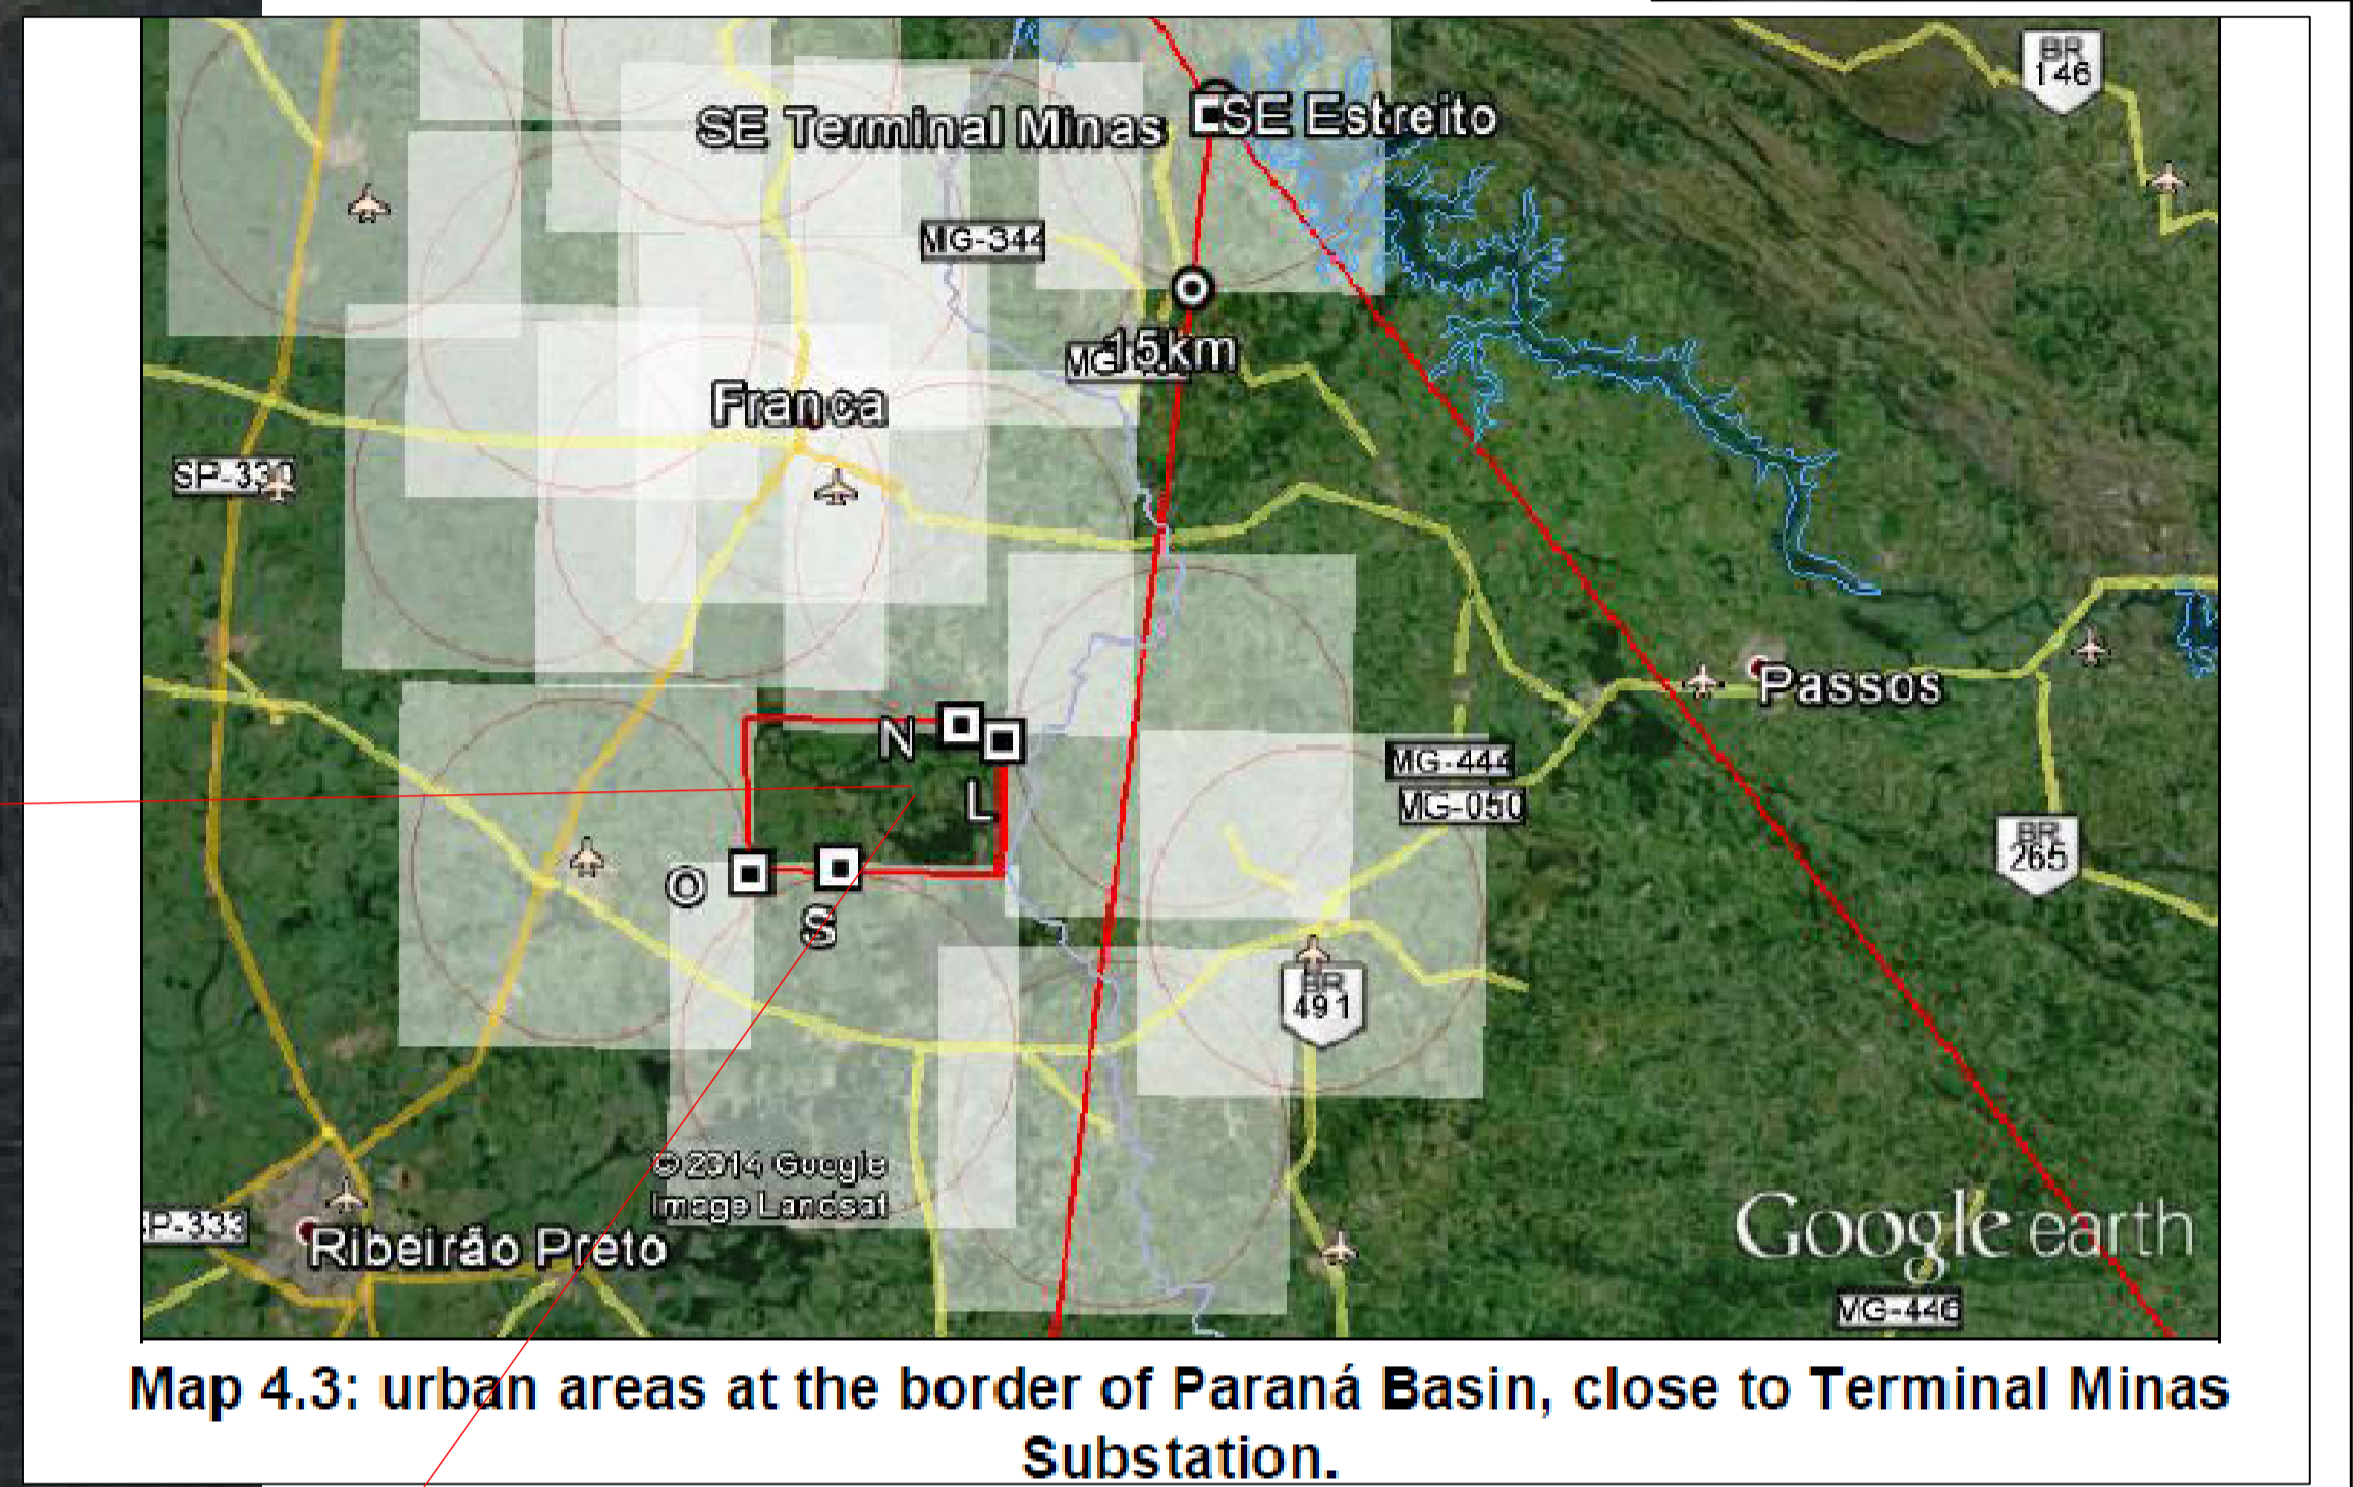 BR
146
SE Terminal Minas
SE Estreito
MG-344
15km
Franca
SP-330
Passos
N
MG-444
L
MG-050
BR
265
O
S
BR
491
© 2014 Google
Image Landsat
SP-333
Ribeirão Preto
Google earth
MG-446
Map 4.3: urban areas at the border of Paraná Basin, close to Terminal Minas
Substation.